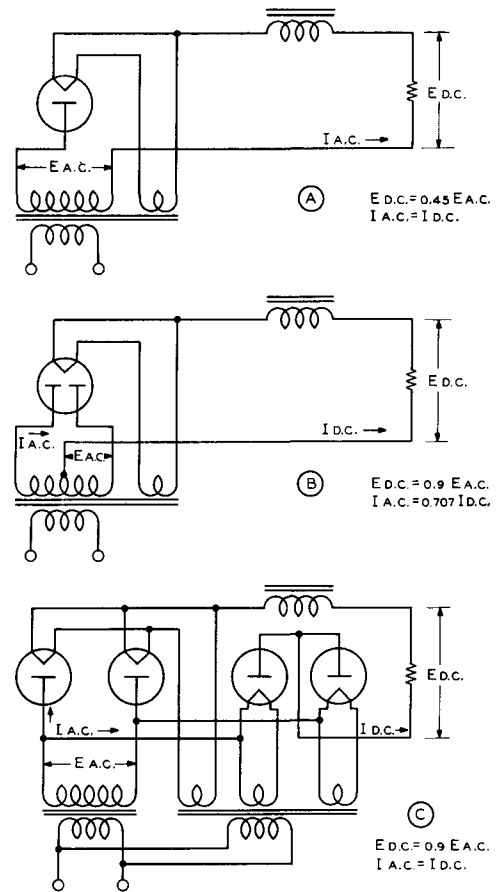 E D.C.
I A.C.
E A.C.
A
E D.C. = 0.45 E A.C.
I A.C. = I D.C.
E D.C.
I D.C.
I A.C.
E A.C.
B
E D.C. = 0.9 E A.C.
I A.C. = 0.707 I D.C.
E D.C.
I A.C.
I D.C.
E A.C.
C
E D.C. = 0.9 E A.C.
I A.C. = I D.C.